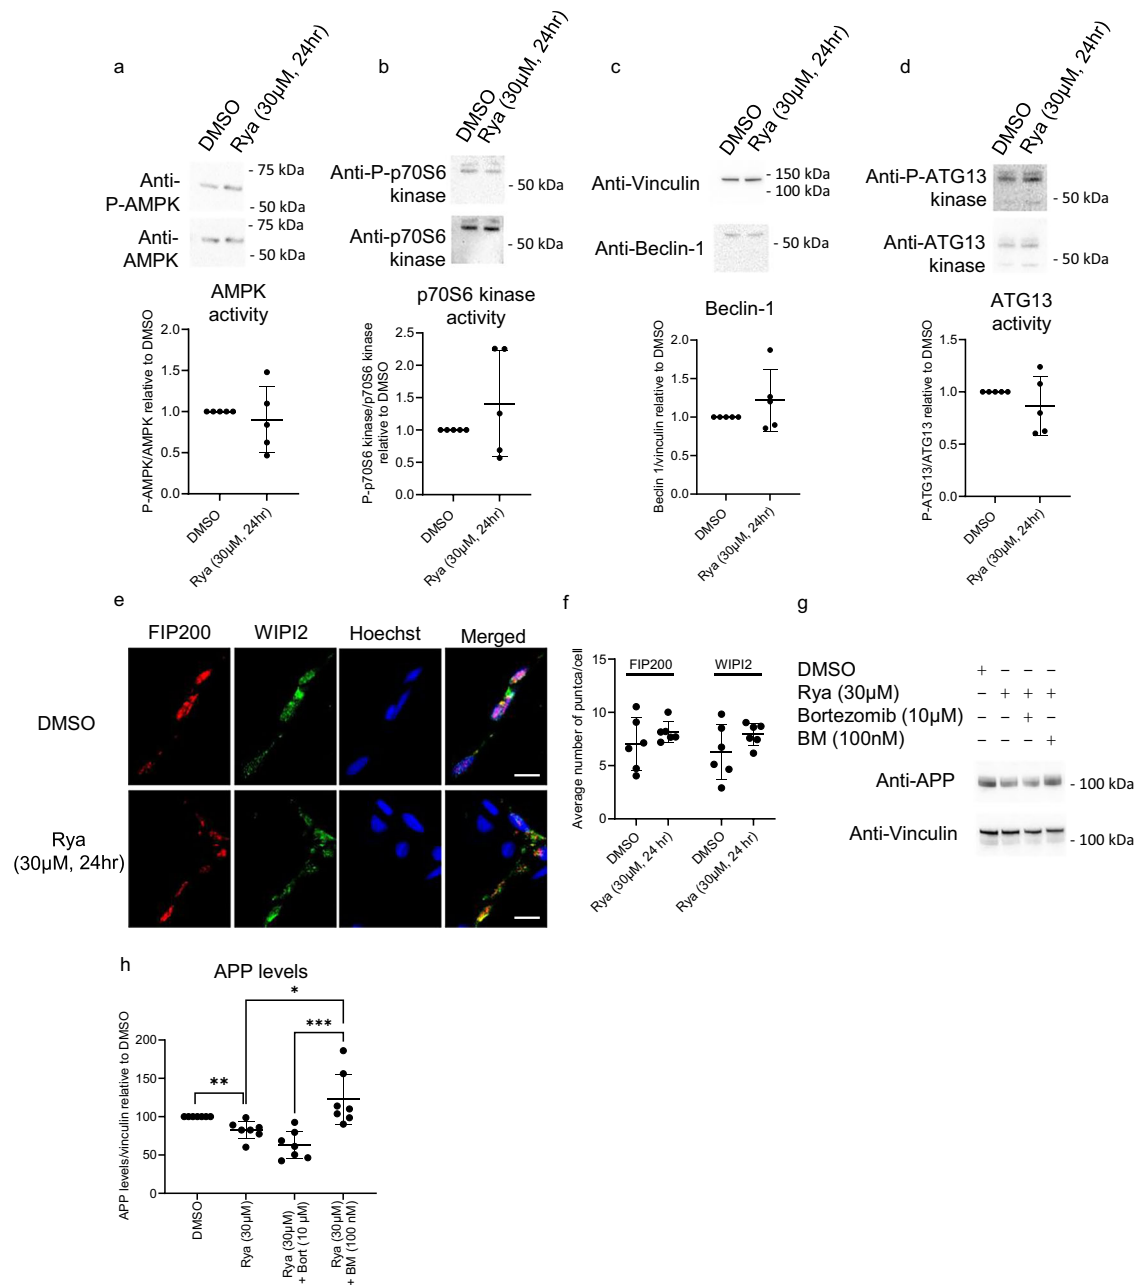 a
DMSO
Rya (30µM, 24hr)
Anti-
P-AMPK
- 75 kDa
- 50 kDa
Anti-
AMPK
- 75 kDa
- 50 kDa
AMPK
activity
P-AMPK/AMPK relative to DMSO
2.0
1.5
1.0
0.5
0.0
DMSO
Rya (30µM, 24hr)
b
DMSO
Rya (30µM, 24hr)
Anti-P-p70S6
kinase
- 50 kDa
Anti-p70S6
kinase
- 50 kDa
p70S6 kinase
activity
P-p70S6 kinase/p70S6 kinase
relative to DMSO
2.5
2.0
1.5
1.0
0.5
0.0
DMSO
Rya (30µM, 24hr)
c
DMSO
Rya (30µM, 24hr)
Anti-Vinculin
- 150 kDa
- 100 kDa
Anti-Beclin-1
- 50 kDa
Beclin-1
Beclin 1/vinculin relative to DMSO
2.0
1.5
1.0
0.5
0.0
DMSO
Rya (30µM, 24hr)
d
DMSO
Rya (30µM, 24hr)
Anti-P-ATG13
kinase
- 50 kDa
Anti-ATG13
kinase
- 50 kDa
ATG13
activity
P-ATG13/ATG13 relative to DMSO
1.5
1.0
0.5
0.0
DMSO
Rya (30µM, 24hr)
e
FIP200 WIPI2 Hoechst Merged
DMSO
Rya
(30µM, 24hr)
f
Average number of puntca/cell
15
10
5
0
FIP200 WIPI2
DMSO
Rya (30µM, 24 hr)
DMSO
Rya (30µM, 24hr)
g
DMSO + – – –
Rya (30µM) – + + +
Bortezomib (10µM) – – + –
BM (100nM) – – – +
Anti-APP
- 100 kDa
Anti-Vinculin
- 100 kDa
h
APP levels
APP levels/vinculin relative to DMSO
200
150
100
50
0
*
***
**
DMSO
Rya (30µM)
Rya (30µM)
+ Bort (10 µM)
Rya (30µM)
+ BM (100 nM)